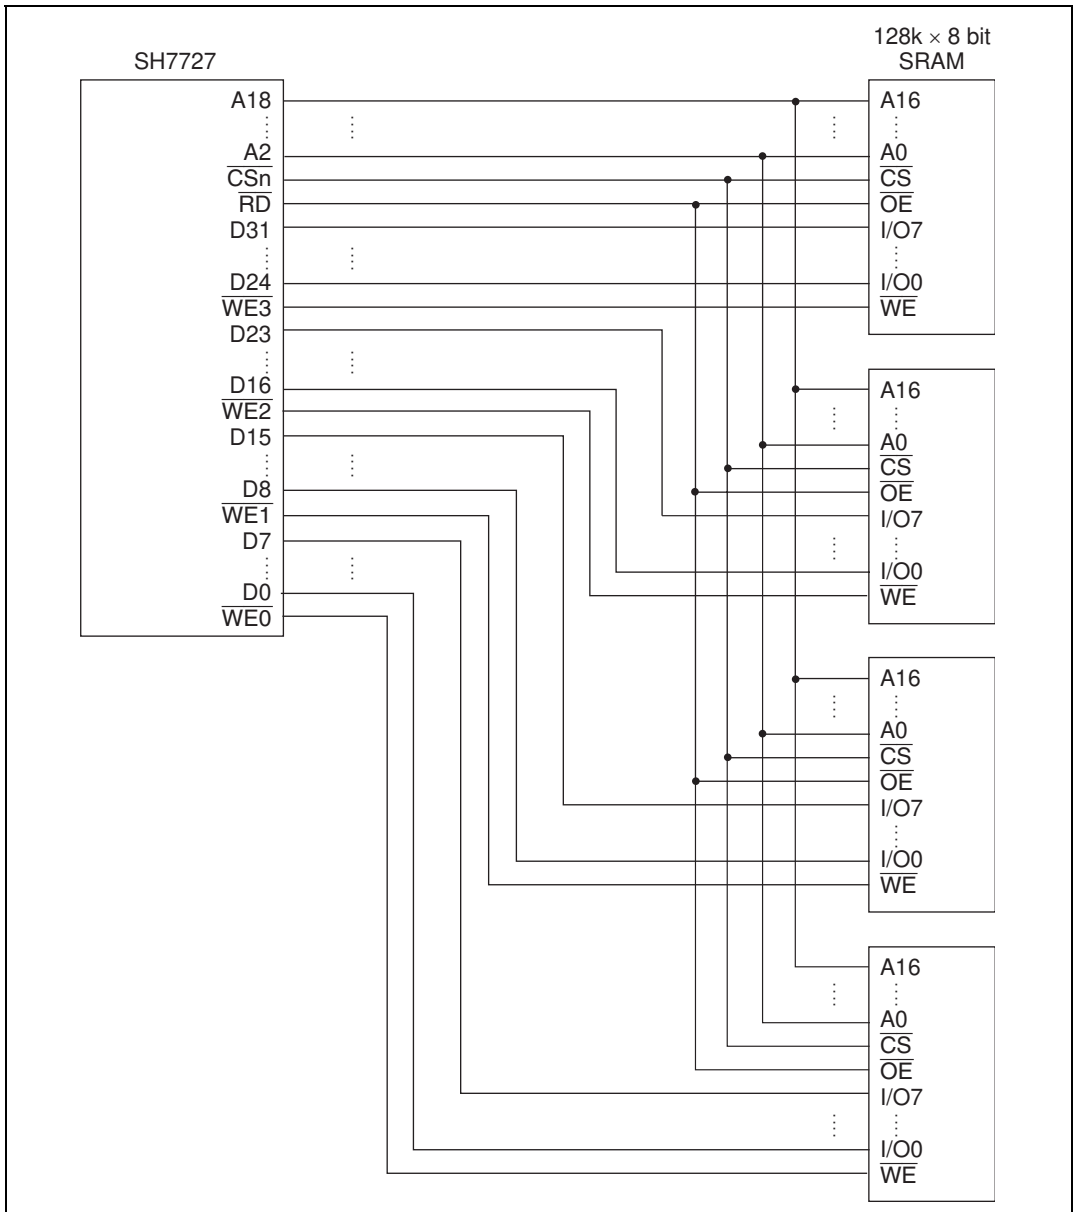 SH7727
A18
A2
CSn
RD
D31
D24
WE3
D23
D16
WE2
D15
D8
WE1
D7
D0
WE0
128k × 8 bit
SRAM
A16
A0
CS
OE
I/O7
I/O0
WE
A16
A0
CS
OE
I/O7
I/O0
WE
A16
A0
CS
OE
I/O7
I/O0
WE
A16
A0
CS
OE
I/O7
I/O0
WE